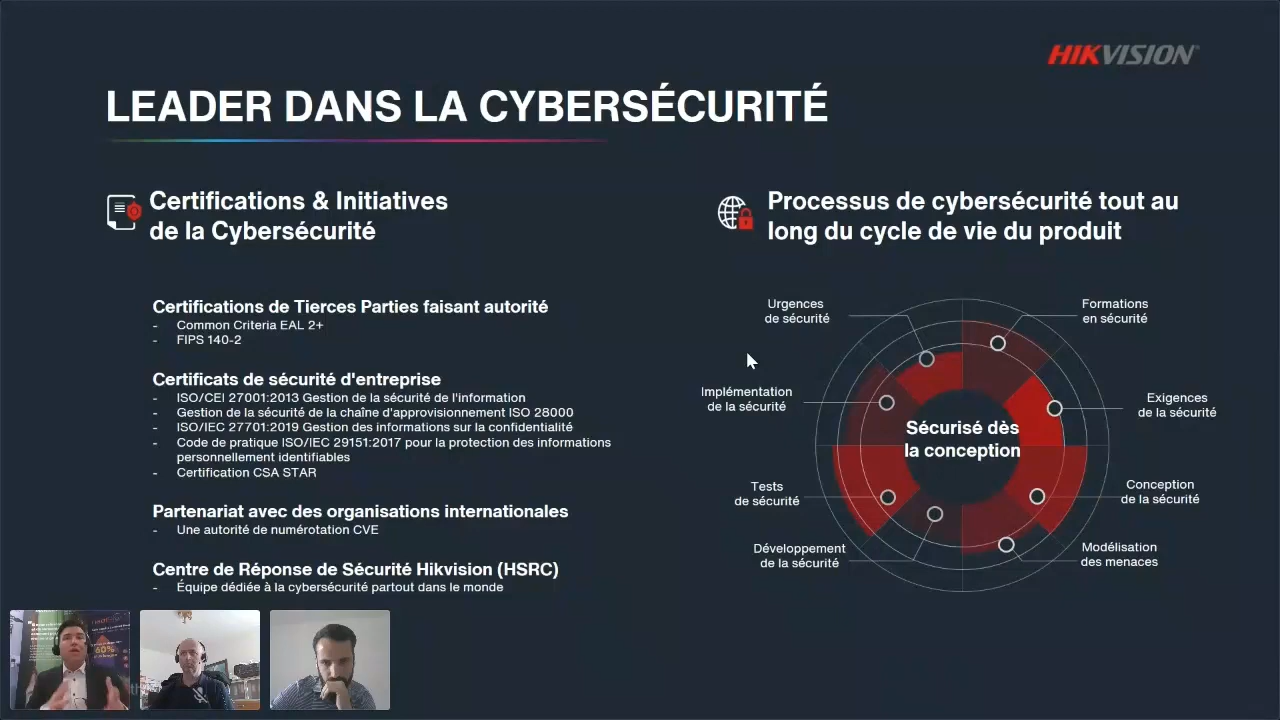 HIKVISION
LEADER DANS LA CYBERSÉCURITÉ
Certifications & Initiatives
de la Cybersécurité
Certifications de Tierces Parties faisant autorité
- Common Criteria EAL 2+
- FIPS 140-2
Certificats de sécurité d'entreprise
- ISO/CEI 27001:2013 Gestion de la sécurité de l'information
- Gestion de la sécurité de la chaîne d'approvisionnement ISO 28000
- ISO/IEC 27701:2019 Gestion des informations sur la confidentialité
- Code de pratique ISO/IEC 29151:2017 pour la protection des informations
personnelement identifiables
- Certification CSA STAR
Partenariat avec des organisations internationales
- Une autorité de numérotation CVE
Centre de Réponse de Sécurité Hikvision (HSRC)
- Équipe dédiée à la cybersécurité partout dans le monde
Processus de cybersécurité tout au
long du cycle de vie du produit
Urgences
de sécurité
Formations
en sécurité
Implémentation
de la sécurité
Exigences
de la sécurité
Sécurisé dès
la conception
Tests
de sécurité
Conception
de la sécurité
Développement
de la sécurité
Modélisation
des menaces
60%